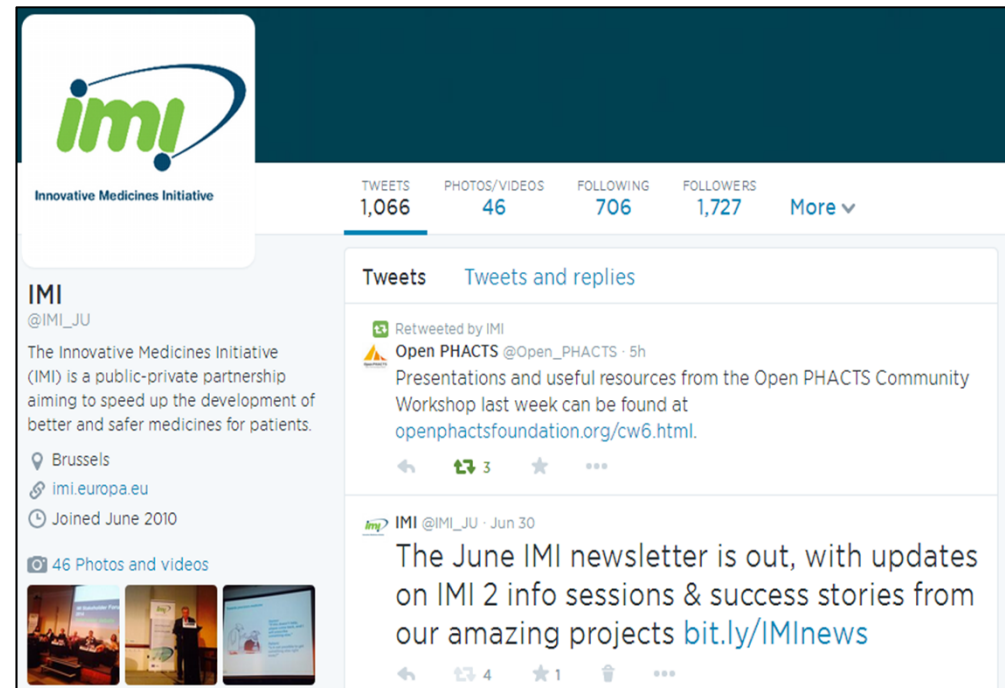 imi
Innovative Medicines Initiative
TWEETS
1,066
PHOTOS/VIDEOS
46
FOLLOWING
706
FOLLOWERS
1,727
More
IMI
@IMI_JU
The Innovative Medicines Initiative
(IMI) is a public-private partnership
aiming to speed up the development of
better and safer medicines for patients.
Brussels
imi.europa.eu
Joined June 2010
46 Photos and videos
Tweets Tweets and replies
Retweeted by IMI
Open PHACTS @Open_PHACTS · 5h
Presentations and useful resources from the Open PHACTS Community
Workshop last week can be found at
openphactsfoundation.org/cw6.html.
3
imi IMI @IMI_JU · Jun 30
The June IMI newsletter is out, with updates
on IMI 2 info sessions & success stories from
our amazing projects bit.ly/IMInews
4 1